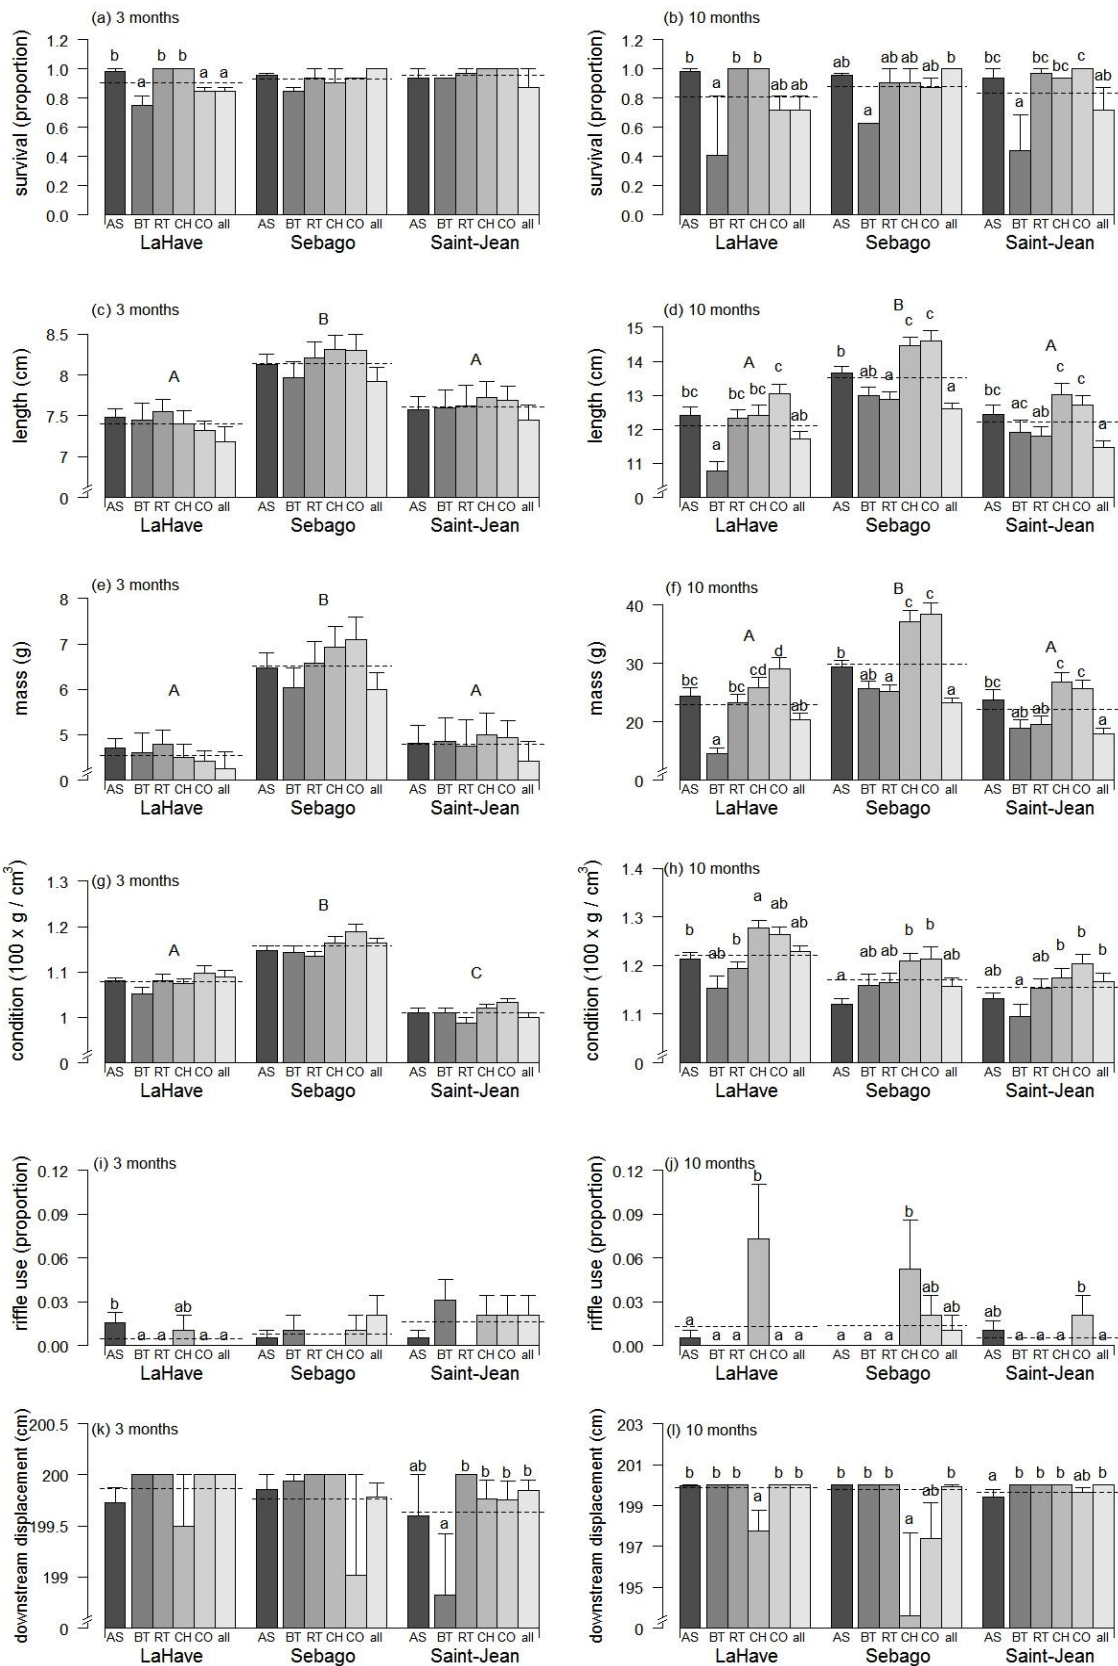 (a) 3 months
survival (proportion)
1.2
1.0
0.8
0.6
0.4
0.2
0.0
b a b b a a
AS BT RT CH CO all AS BT RT CH CO all AS BT RT CH CO all
LaHave Sebago Saint-Jean
(b) 10 months
survival (proportion)
1.2
1.0
0.8
0.6
0.4
0.2
0.0
b a b b ab ab ab a ab ab ab b bc a bc bc c ab
AS BT RT CH CO all AS BT RT CH CO all AS BT RT CH CO all
LaHave Sebago Saint-Jean
(c) 3 months
length (cm)
8.5
8
7.5
7
0
A B A
AS BT RT CH CO all AS BT RT CH CO all AS BT RT CH CO all
LaHave Sebago Saint-Jean
(d) 10 months
length (cm)
15
14
13
12
11
0
A B A
bc a bc bc c ab b ab a c c a bc ac ab c c a
AS BT RT CH CO all AS BT RT CH CO all AS BT RT CH CO all
LaHave Sebago Saint-Jean
(e) 3 months
mass (g)
8
7
6
5
0
A B A
AS BT RT CH CO all AS BT RT CH CO all AS BT RT CH CO all
LaHave Sebago Saint-Jean
(f) 10 months
mass (g)
40
30
20
0
A B A
bc a bc cd d ab b ab a c c a bc ab ab c c a
AS BT RT CH CO all AS BT RT CH CO all AS BT RT CH CO all
LaHave Sebago Saint-Jean
(g) 3 months
condition (100 x g / cm³)
1.3
1.2
1.1
1
0
A B C
AS BT RT CH CO all AS BT RT CH CO all AS BT RT CH CO all
LaHave Sebago Saint-Jean
(h) 10 months
condition (100 x g / cm³)
1.4
1.3
1.2
1.1
0
b ab b a ab ab a ab ab b b ab ab a ab b b b
AS BT RT CH CO all AS BT RT CH CO all AS BT RT CH CO all
LaHave Sebago Saint-Jean
(i) 3 months
riffle use (proportion)
0.12
0.09
0.06
0.03
0.00
b a a ab a a
AS BT RT CH CO all AS BT RT CH CO all AS BT RT CH CO all
LaHave Sebago Saint-Jean
(j) 10 months
riffle use (proportion)
0.12
0.09
0.06
0.03
0.00
a a a b a a a a a b ab ab ab a a a b a
AS BT RT CH CO all AS BT RT CH CO all AS BT RT CH CO all
LaHave Sebago Saint-Jean
(k) 3 months
downstream displacement (cm)
200.5
200
199.5
199
0
ab a b b b b
AS BT RT CH CO all AS BT RT CH CO all AS BT RT CH CO all
LaHave Sebago Saint-Jean
(l) 10 months
downstream displacement (cm)
203
201
199
197
195
0
b b b a b b b b b a ab b a b b b ab b
AS BT RT CH CO all AS BT RT CH CO all AS BT RT CH CO all
LaHave Sebago Saint-Jean